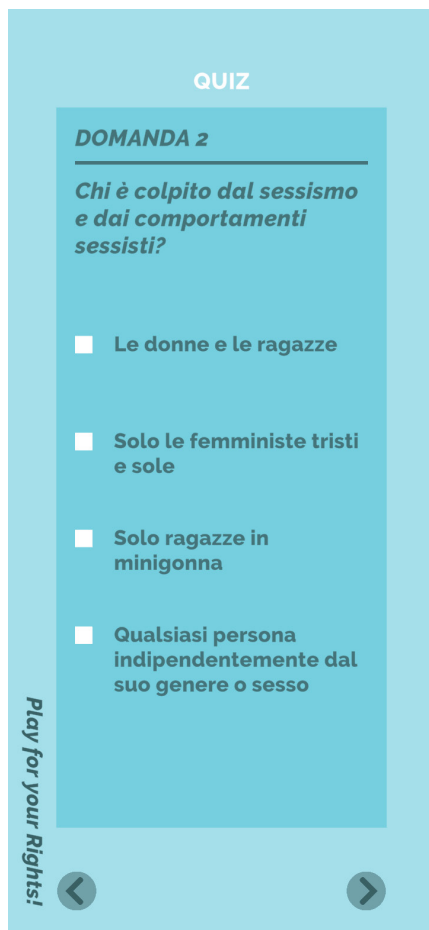 QUIZ
DOMANDA 2
Chi è colpito dal sessismo
e dai comportamenti
sessisti?
Le donne e le ragazze
Solo le femministe tristi
e sole
Solo ragazze in
minigonna
Qualsiasi persona
indipendentemente dal
suo genere o sesso
Play for your Rights!